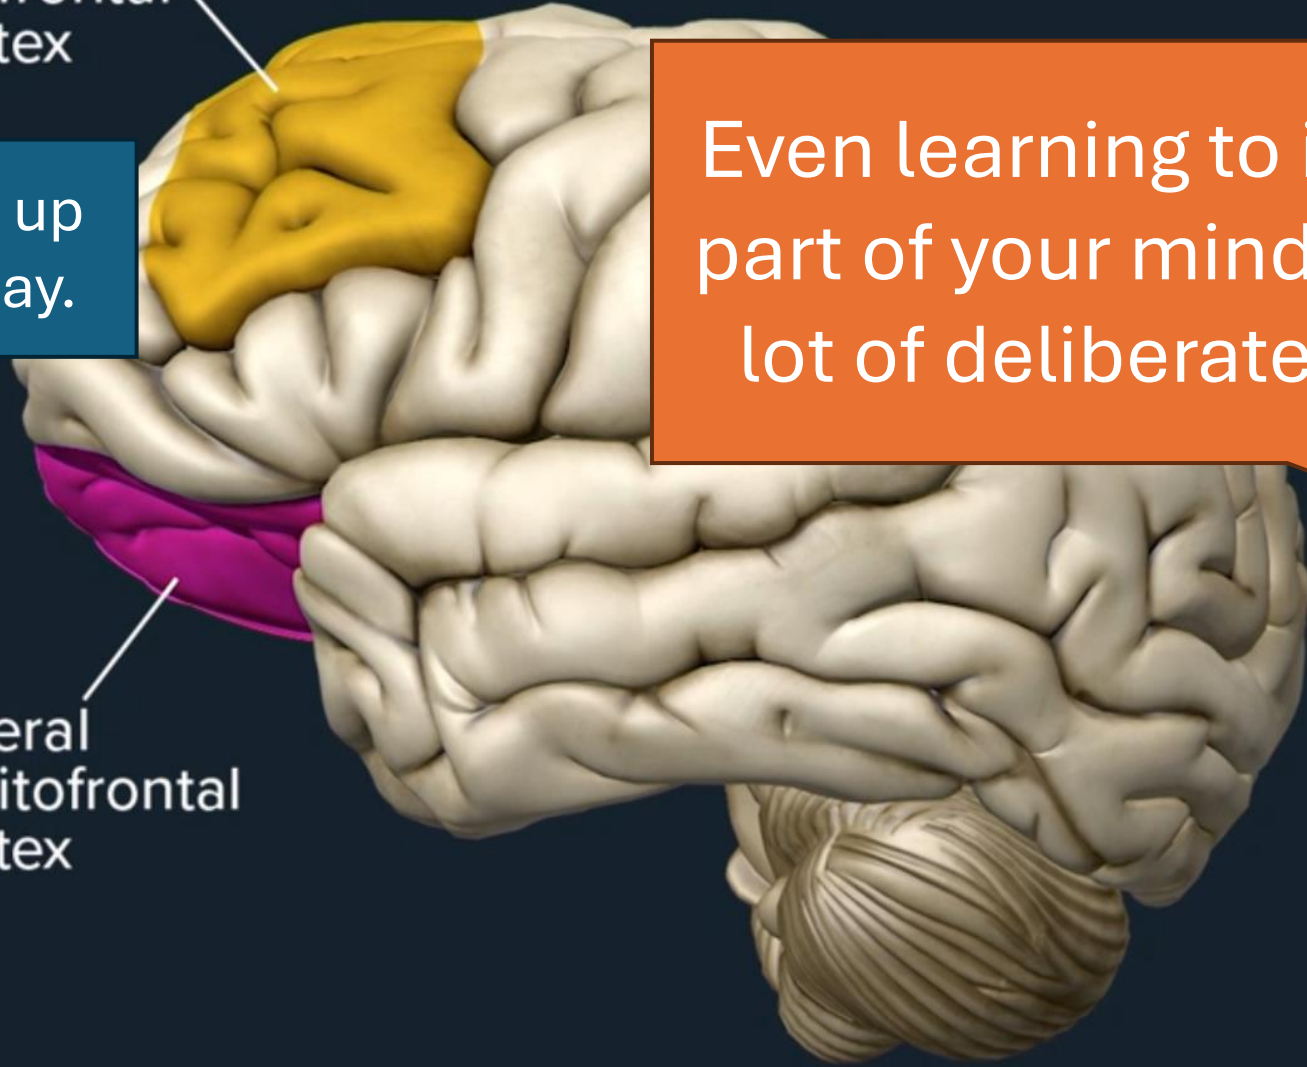 tex
up
ay.
Even learning to
part of your mind
lot of deliberate
eral
itofrontal
tex